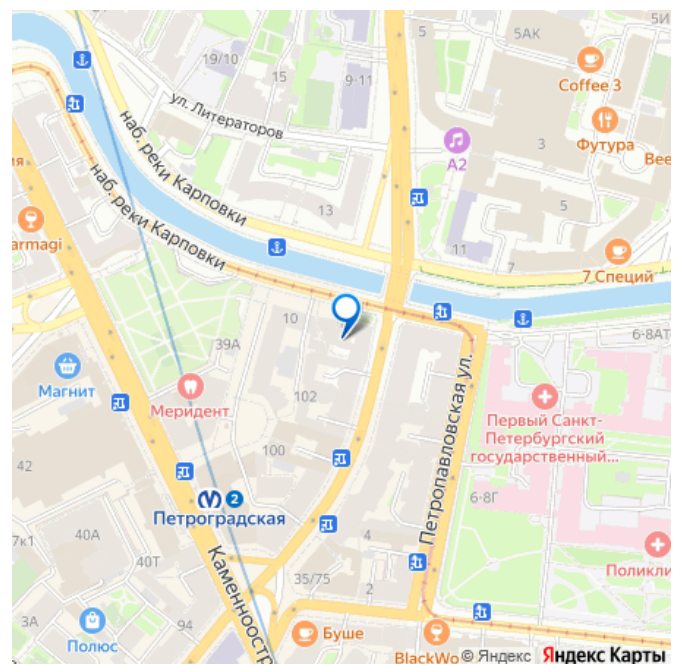 5
5АК
5И
19/10
15
9-11
Coffee 3
ул. Литераторов
Футура
3
A2
Bee
наб. реки Карповки
наб. реки Карповки
ия
armagi
13
5
11
7
7 Специй
10
39А
6-8АТ
Магнит
Меридент
102
Первый Санкт-
Петербургский
государственный...
Петропавловская ул.
100
42
2
Петроградская
6-8Г
7к1
40А
40Т
4
Поликли
35/75
2
3А
Полюс
94
Каменноостр
Буше
BlackWo
© Яндекс Яндекс Карты